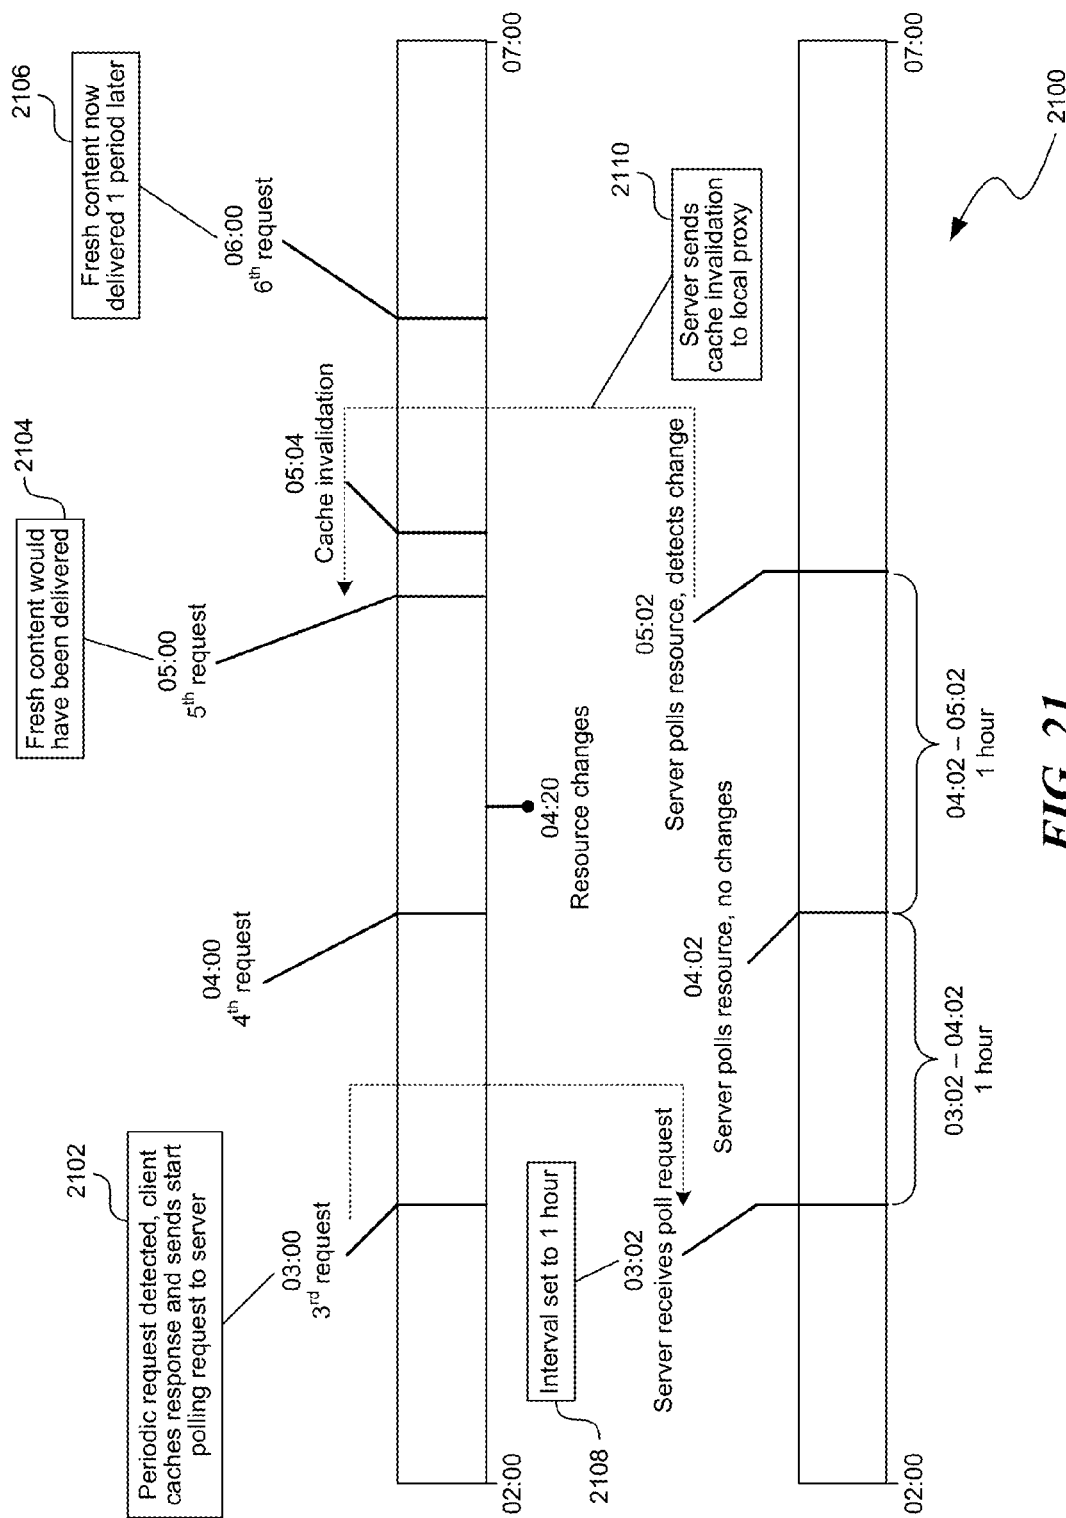 2102
Periodic request detected, client
caches response and sends start
polling request to server
2104
Fresh content would
have been delivered
2106
Fresh content now
delivered 1 period later
03:00
3rd request
04:00
4th request
05:00
5th request
05:04
Cache invalidation
06:00
6th request
02:00
07:00
04:20
Resource changes
2108
Interval set to 1 hour
2110
Server sends
cache invalidation
to local proxy
03:02
Server receives poll request
04:02
Server polls resource, no changes
05:02
Server polls resource, detects change
02:00
07:00
03:02 – 04:02
1 hour
04:02 – 05:02
1 hour
2100
FIG. 21